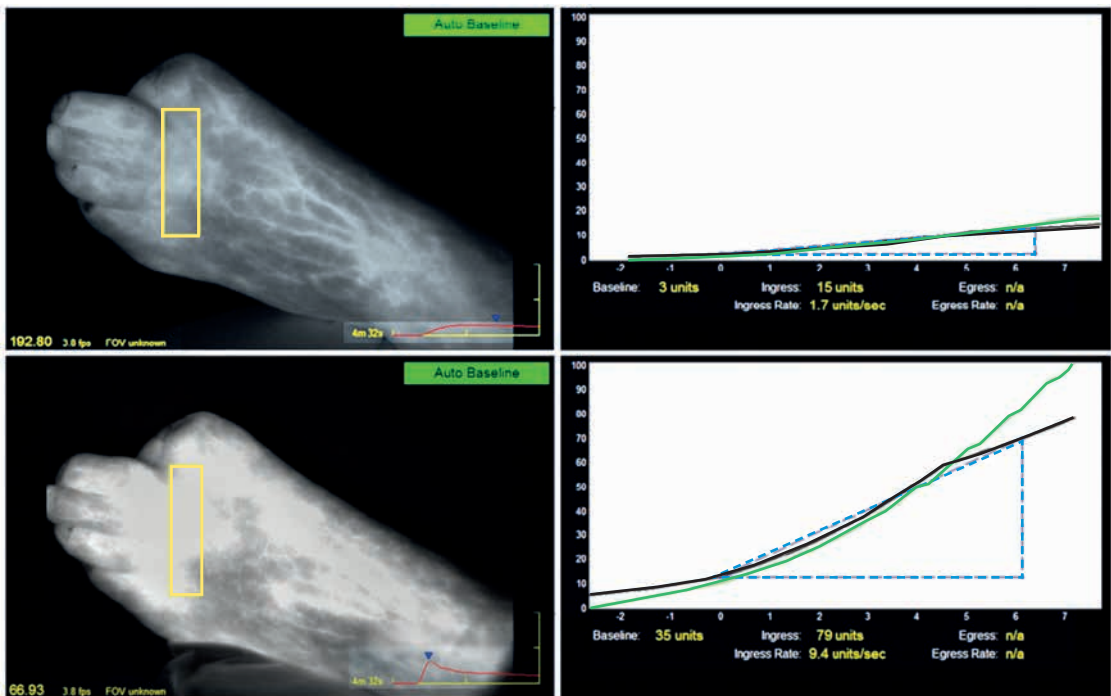 Auto Baseline
4m 32s
192.80 3.8 fps FOV unknown
100
90
80
70
60
50
40
30
20
10
0
-2 -1 0 1 2 3 4 5 6 7
Baseline: 3 units Ingress: 15 units Egress: n/a
Ingress Rate: 1.7 units/sec Egress Rate: n/a
Auto Baseline
4m 32s
66.93 3.8 fps FOV unknown
100
90
80
70
60
50
40
30
20
10
0
-2 -1 0 1 2 3 4 5 6 7
Baseline: 35 units Ingress: 79 units Egress: n/a
Ingress Rate: 9.4 units/sec Egress Rate: n/a